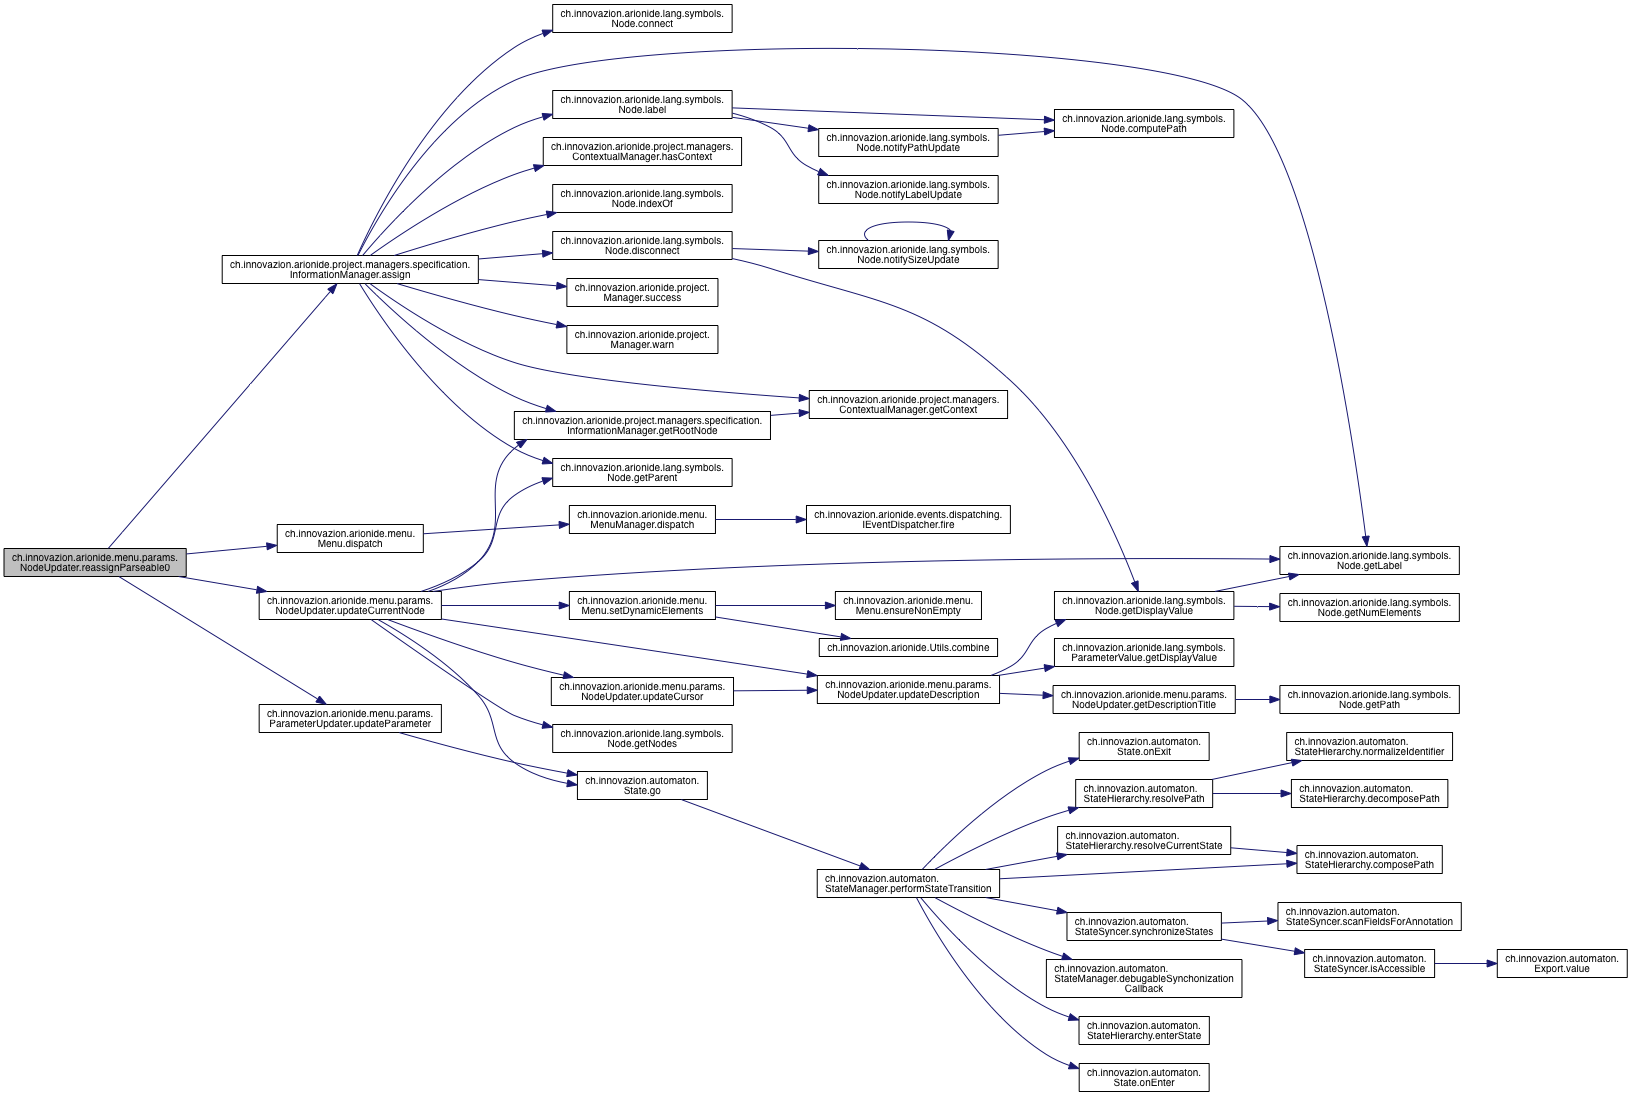 ch.innovazion.arionide.lang.symbols.
Node.connect
ch.innovazion.arionide.lang.symbols.
Node.label
ch.innovazion.arionide.lang.symbols.
Node.computePath
ch.innovazion.arionide.lang.symbols.
Node.notifyPathUpdate
ch.innovazion.arionide.project.managers.
ContextualManager.hasContext
ch.innovazion.arionide.lang.symbols.
Node.notifyLabelUpdate
ch.innovazion.arionide.lang.symbols.
Node.indexOf
ch.innovazion.arionide.lang.symbols.
Node.disconnect
ch.innovazion.arionide.lang.symbols.
Node.notifySizeUpdate
ch.innovazion.arionide.project.managers.specification.
InformationManager.assign
ch.innovazion.arionide.project.
Manager.success
ch.innovazion.arionide.project.
Manager.warn
ch.innovazion.arionide.project.managers.
ContextualManager.getContext
ch.innovazion.arionide.project.managers.specification.
InformationManager.getRootNode
ch.innovazion.arionide.lang.symbols.
Node.getParent
ch.innovazion.arionide.menu.
MenuManager.dispatch
ch.innovazion.arionide.events.dispatching.
IEventDispatcher.fire
ch.innovazion.arionide.menu.
Menu.dispatch
ch.innovazion.arionide.menu.params.
NodeUpdater.reassignParseable0
ch.innovazion.arionide.lang.symbols.
Node.getLabel
ch.innovazion.arionide.menu.params.
NodeUpdater.updateCurrentNode
ch.innovazion.arionide.menu.
Menu.setDynamicElements
ch.innovazion.arionide.menu.
Menu.ensureNonEmpty
ch.innovazion.arionide.lang.symbols.
Node.getDisplayValue
ch.innovazion.arionide.lang.symbols.
Node.getNumElements
ch.innovazion.arionide.Utils.combine
ch.innovazion.arionide.lang.symbols.
ParameterValue.getDisplayValue
ch.innovazion.arionide.menu.params.
NodeUpdater.updateCursor
ch.innovazion.arionide.menu.params.
NodeUpdater.updateDescription
ch.innovazion.arionide.menu.params.
NodeUpdater.getDescriptionTitle
ch.innovazion.arionide.lang.symbols.
Node.getPath
ch.innovazion.arionide.menu.params.
ParameterUpdater.updateParameter
ch.innovazion.arionide.lang.symbols.
Node.getNodes
ch.innovazion.automaton.
State.onExit
ch.innovazion.automaton.
StateHierarchy.normalizeIdentifier
ch.innovazion.automaton.
State.go
ch.innovazion.automaton.
StateHierarchy.resolvePath
ch.innovazion.automaton.
StateHierarchy.decomposePath
ch.innovazion.automaton.
StateHierarchy.resolveCurrentState
ch.innovazion.automaton.
StateHierarchy.composePath
ch.innovazion.automaton.
StateManager.performStateTransition
ch.innovazion.automaton.
StateSyncer.synchronizeStates
ch.innovazion.automaton.
StateSyncer.scanFieldsForAnnotation
ch.innovazion.automaton.
StateSyncer.isAccessible
ch.innovazion.automaton.
Export.value
ch.innovazion.automaton.
StateManager.debugableSynchonization
Callback
ch.innovazion.automaton.
StateHierarchy.enterState
ch.innovazion.automaton.
State.onEnter